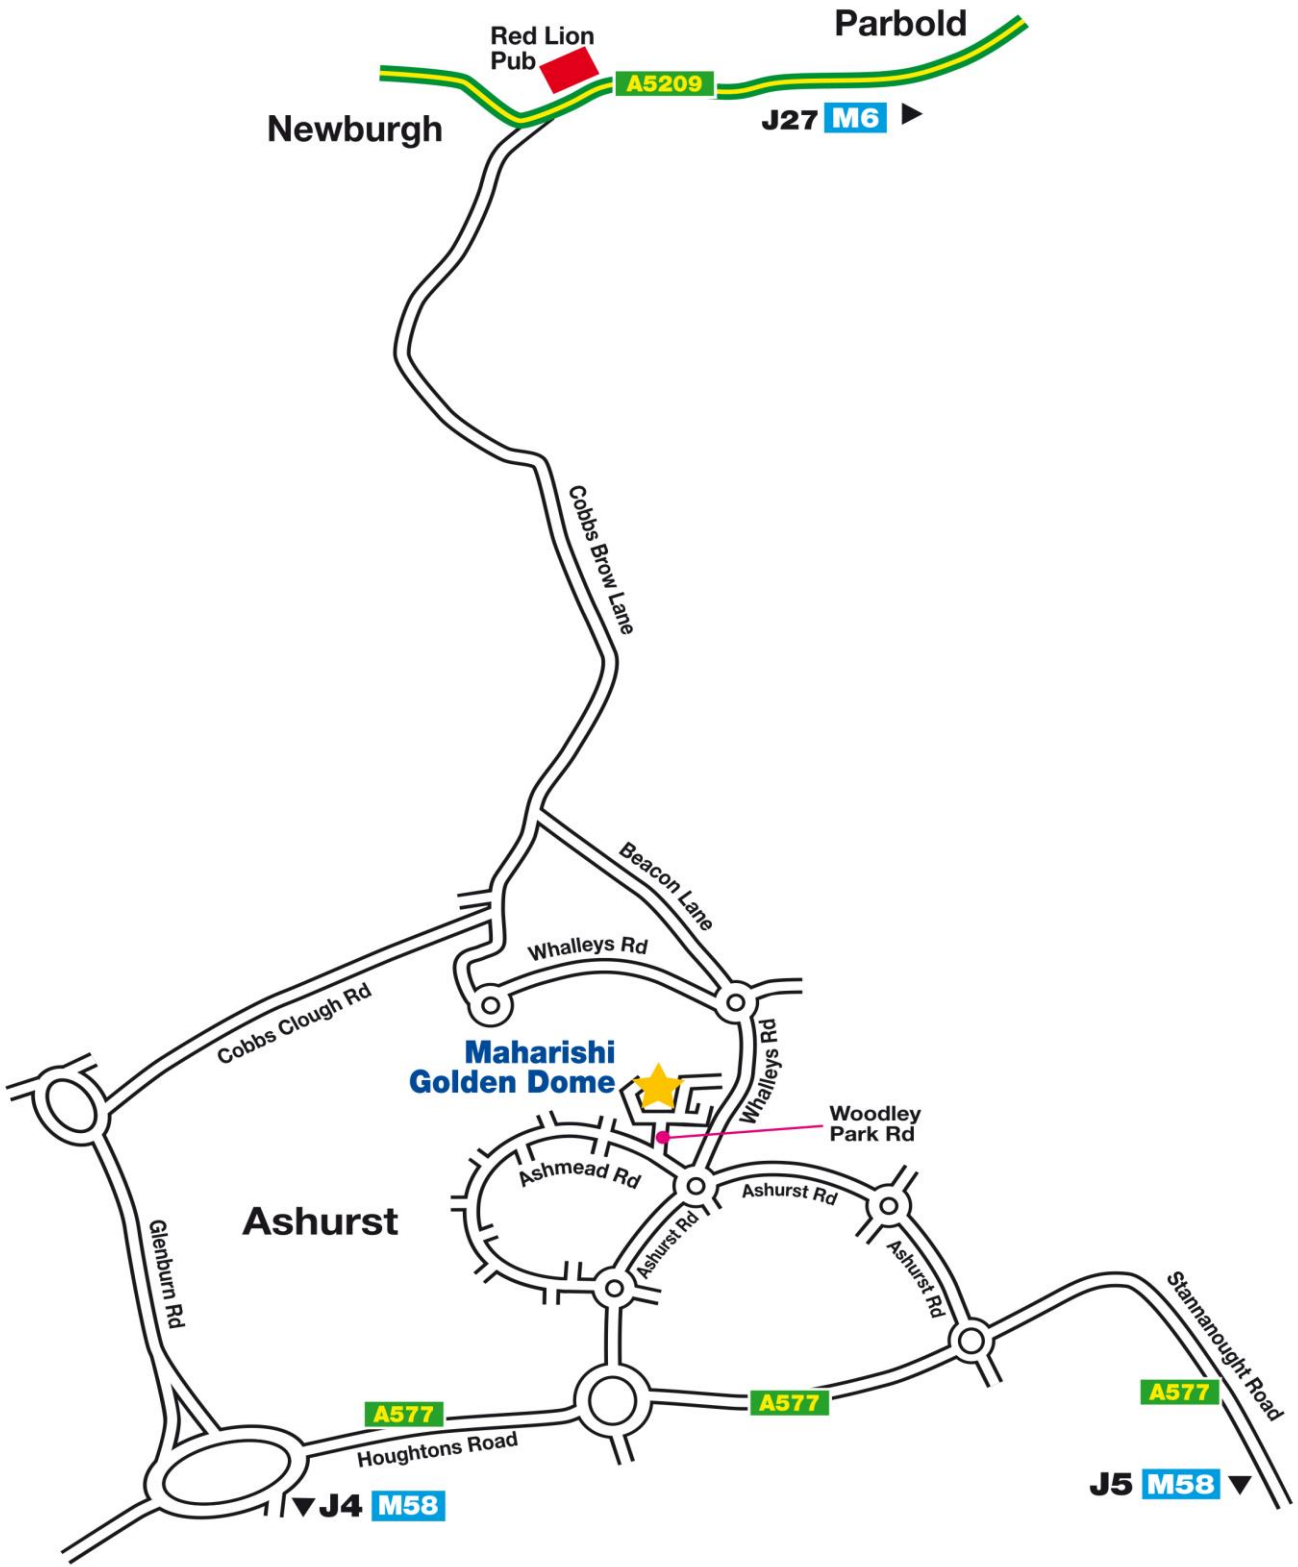 Parbold
Red Lion
Pub
A5209
J27 M6
Newburgh
Cobbs Brow Lane
Beacon Lane
Whalleys Rd
Cobbs Clough Rd
Whalleys Rd
Maharishi
Golden Dome
Woodley
Park Rd
Ashmead Rd
Ashurst Rd
Ashurst
Ashurst Rd
Ashurst Rd
Glenburn Rd
Stannanought Road
A577
A577
A577
Houghtons Road
J5 M58
J4 M58